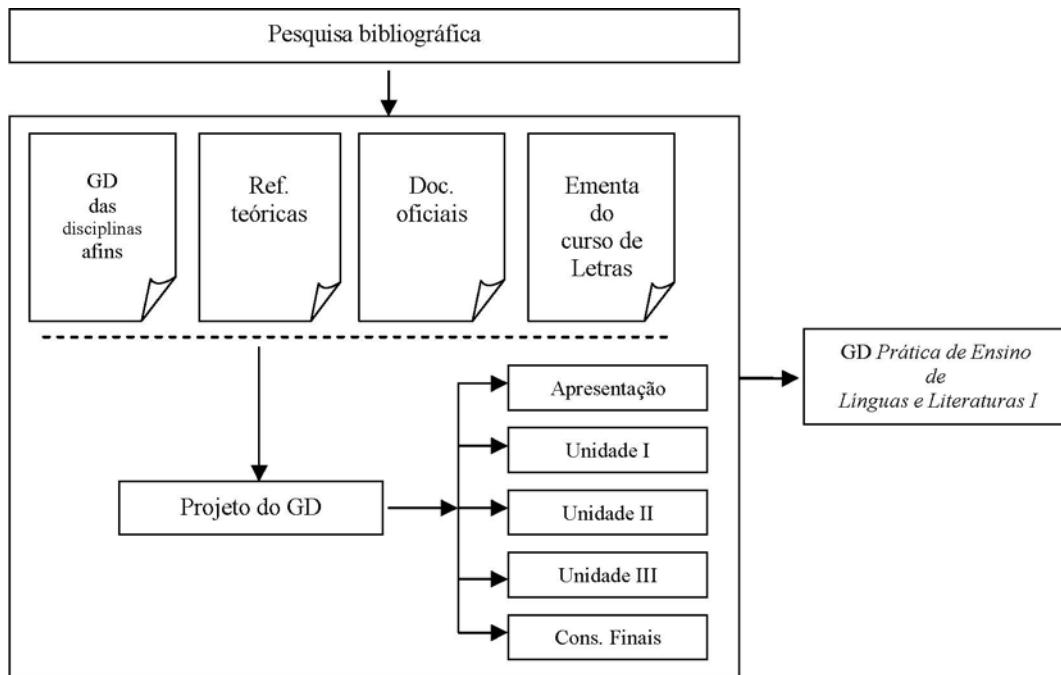 Pesquisa bibliográfica
GD
das
disciplinas
afins
Ref.
teóricas
Doc.
oficiais
Ementa
do
curso de
Letras
GD Prática de Ensino
de
Línguas e Literaturas I
Apresentação
Unidade I
Projeto do GD
Unidade II
Unidade III
Cons. Finais